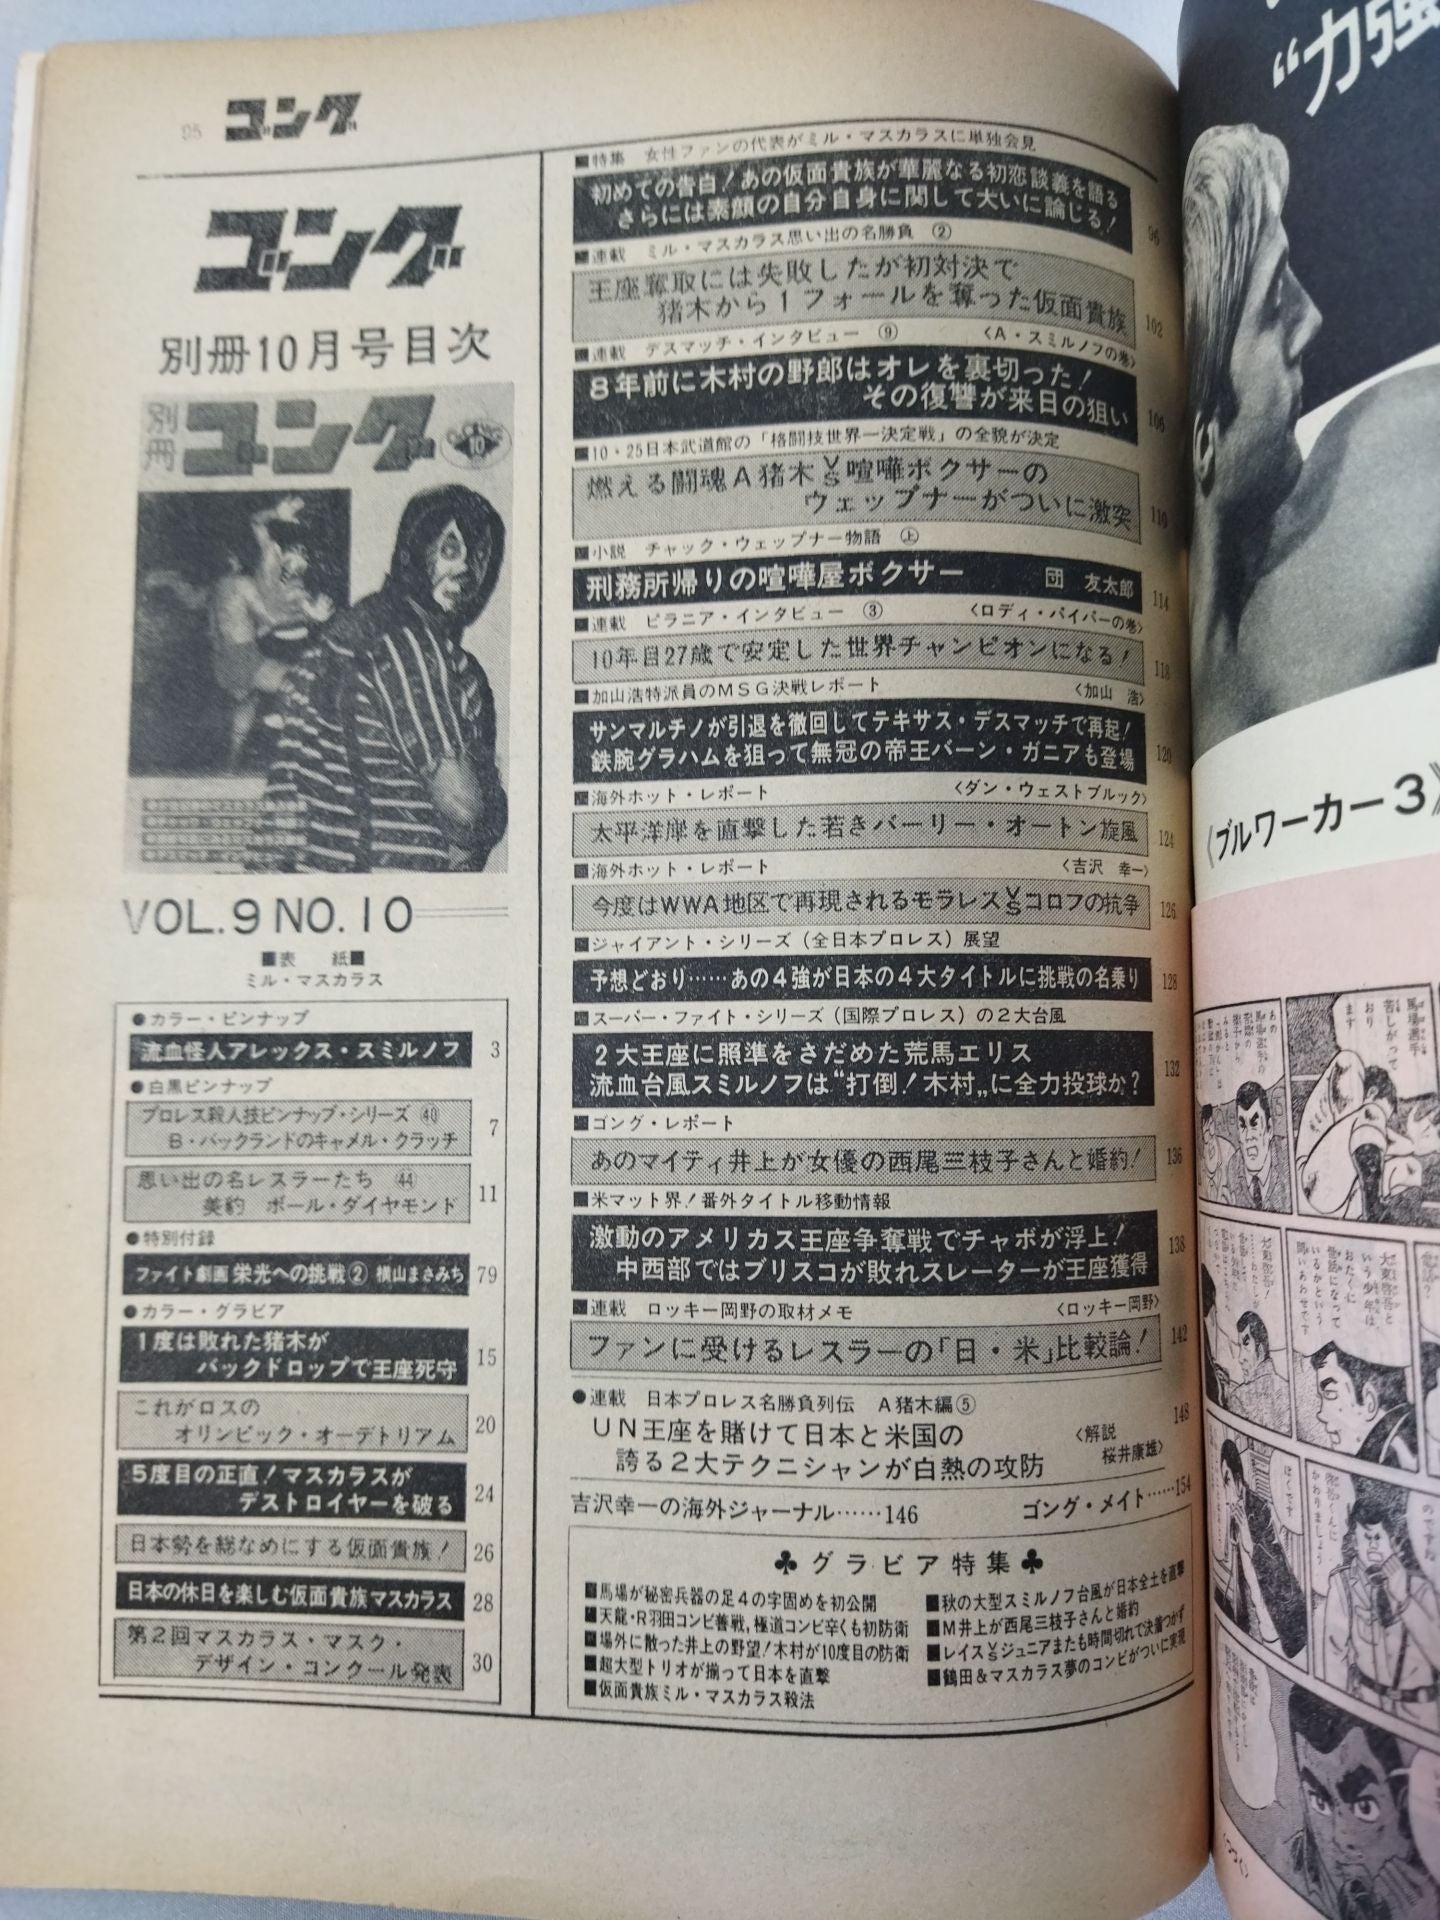 95 ゴング
ゴング
別冊10月号目次
別冊 ゴング
10
VOL.9 NO.10
■表　紙■
ミル・マスカラス
●カラー・ピンナップ
流血怪人アレックス・スミルノフ 3
●白黒ピンナップ
プロレス殺人技ピンナップ・シリーズ ㊵
B・バックランドのキャメル・クラッチ 7
思い出の名レスラーたち ㊹
美豹　ポール・ダイヤモンド 11
●特別付録
ファイト劇画 栄光への挑戦② 横山まさみち 79
●カラー・グラビア
1度は敗れた猪木が
バックドロップで王座死守 15
これがロスの
オリンピック・オーデトリアム 20
5度目の正直！マスカラスが
デストロイヤーを破る 24
日本勢を総なめにする仮面貴族！ 26
日本の休日を楽しむ仮面貴族マスカラス 28
第2回マスカラス・マスク・
デザイン・コンクール発表 30
■特集　女性ファンの代表がミル・マスカラスに単独会見
初めての告白！あの仮面貴族が華麗なる初恋談義を語る
さらには素顔の自分自身に関して大いに論じる！ 96
■連載　ミル・マスカラス思い出の名勝負　②
王座奪取には失敗したが初対決で
猪木から1フォールを奪った仮面貴族 102
■連載　デスマッチ・インタビュー　⑨　〈A・スミルノフの巻〉
8年前に木村の野郎はオレを裏切った！
その復讐が来日の狙い 106
■10・25日本武道館の「格闘技世界一決定戦」の全貌が決定
燃える闘魂A猪木VS喧嘩ボクサーの
ウェップナーがついに激突 110
■小説　チャック・ウェップナー物語　㊤
刑務所帰りの喧嘩屋ボクサー　団　友太郎 114
■連載　ピラニア・インタビュー　③　〈ロディ・パイパーの巻〉
10年目27歳で安定した世界チャンピオンになる！ 118
■加山浩特派員のMSG決戦レポート　〈加山　浩〉
サンマルチノが引退を撤回してテキサス・デスマッチで再起！
鉄腕グラハムを狙って無冠の帝王バーン・ガニアも登場 120
■海外ホット・レポート　〈ダン・ウェストブルック〉
太平洋岸を直撃した若きバーリー・オートン旋風 124
■海外ホット・レポート　〈吉沢　幸一〉
今度はWWA地区で再現されるモラレスVSコロフの抗争 126
■ジャイアント・シリーズ（全日本プロレス）展望
予想どおり……あの4強が日本の4大タイトルに挑戦の名乗り 128
■スーパー・ファイト・シリーズ（国際プロレス）の2大台風
2大王座に照準をさだめた荒馬エリス
流血台風スミルノフは〝打倒！木村〟に全力投球か？ 132
■ゴング・レポート
あのマイティ井上が女優の西尾三枝子さんと婚約！ 136
■米マット界！番外タイトル移動情報
激動のアメリカス王座争奪戦でチャボが浮上！
中西部ではブリスコが敗れスレーターが王座獲得 138
■連載　ロッキー岡野の取材メモ　〈ロッキー岡野〉
ファンに受けるレスラーの「日・米」比較論！ 142
●連載　日本プロレス名勝負列伝　A猪木編⑤ 148
UN王座を賭けて日本と米国の
誇る2大テクニシャンが白熱の攻防
〈解説　桜井康雄〉
吉沢幸一の海外ジャーナル……146　ゴング・メイト……154
♣グラビア特集♣
■馬場が秘密兵器の足4の字固めを初公開
■天龍・R羽田コンビ善戦，極道コンビ辛くも初防衛
■場外に散った井上の野望！木村が10度目の防衛
■超大型トリオが揃って日本を直撃
■仮面貴族ミル・マスカラス殺法
■秋の大型スミルノフ台風が日本全土を直撃
■M井上が西尾三枝子さんと婚約
■レイスVSジュニアまたも時間切れで決着つかず
■鶴田＆マスカラス夢のコンビがついに実現
“力強
《ブルワーカー3》
馬場選手
苦しがって
おり
ます
大東啓吾と
いう少年は
おたくに
いるかという
問いあわせです